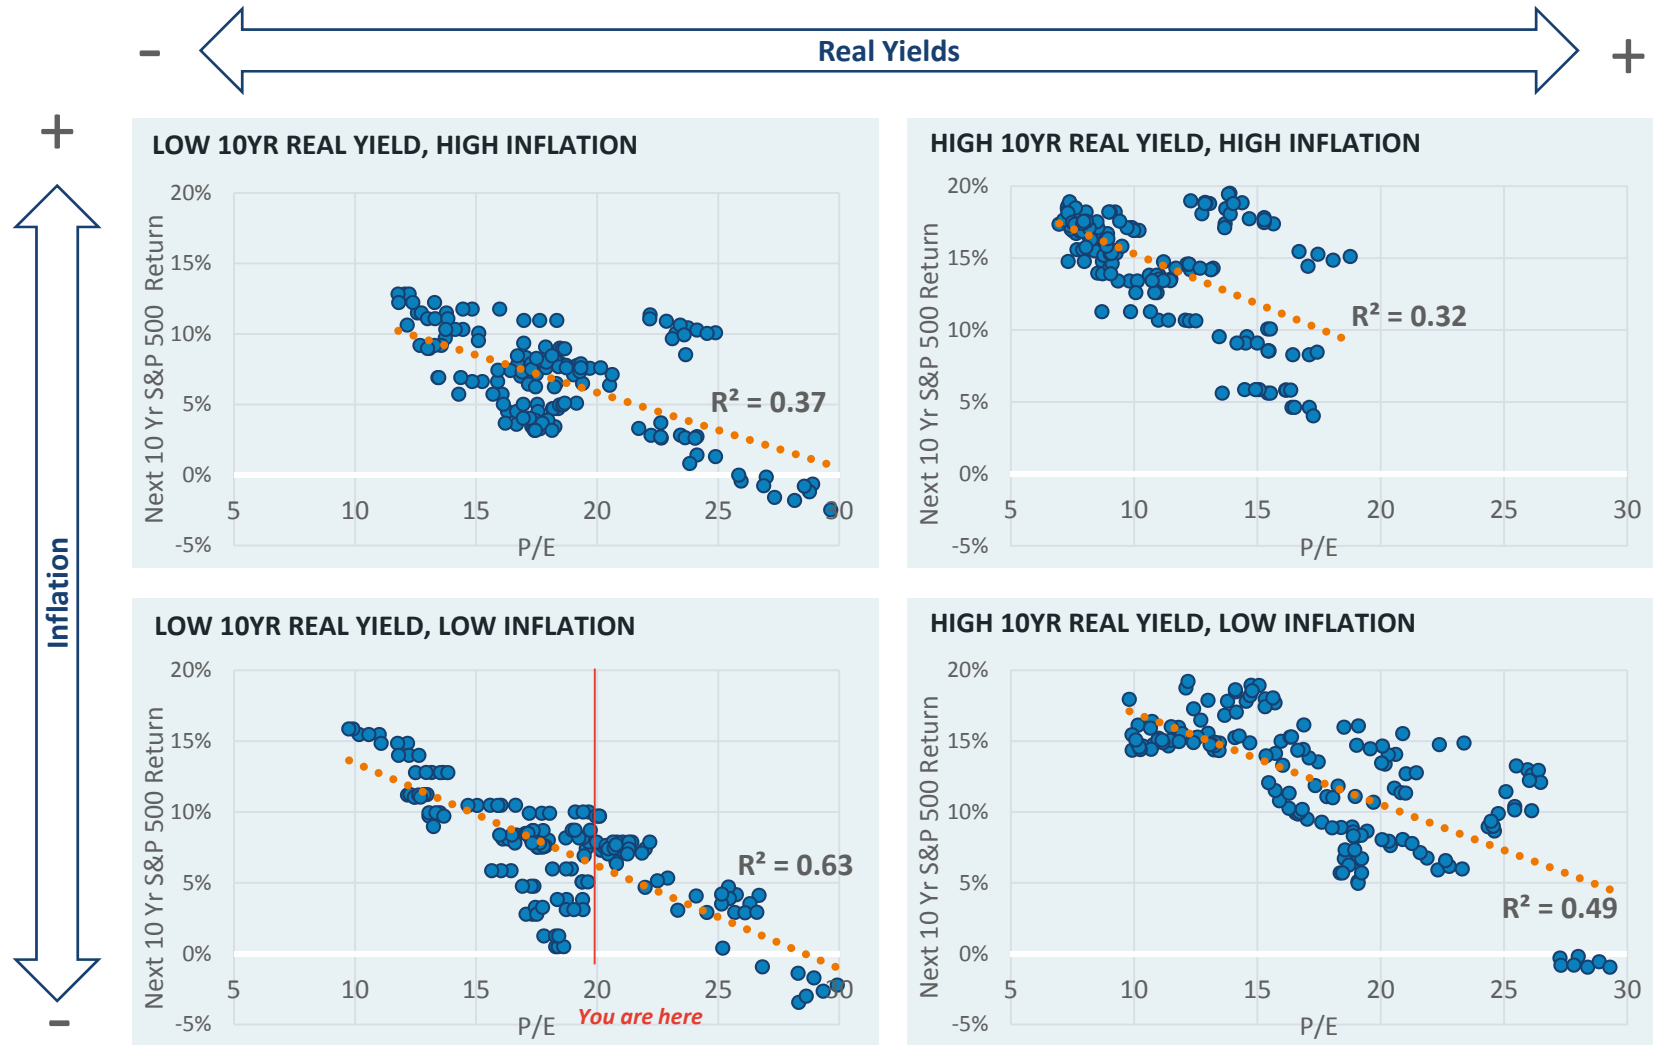 Real Yields
-
+
+
Inflation
-
LOW 10YR REAL YIELD, HIGH INFLATION
Next 10 Yr S&P 500 Return
20%
15%
10%
5%
0%
-5%
5
10
15
20
25
30
P/E
R² = 0.37
HIGH 10YR REAL YIELD, HIGH INFLATION
Next 10 Yr S&P 500 Return
20%
15%
10%
5%
0%
-5%
5
10
15
20
25
30
P/E
R² = 0.32
LOW 10YR REAL YIELD, LOW INFLATION
Next 10 Yr S&P 500 Return
20%
15%
10%
5%
0%
-5%
5
10
15
20
25
30
P/E
You are here
R² = 0.63
HIGH 10YR REAL YIELD, LOW INFLATION
Next 10 Yr S&P 500 Return
20%
15%
10%
5%
0%
-5%
5
10
15
20
25
30
P/E
R² = 0.49